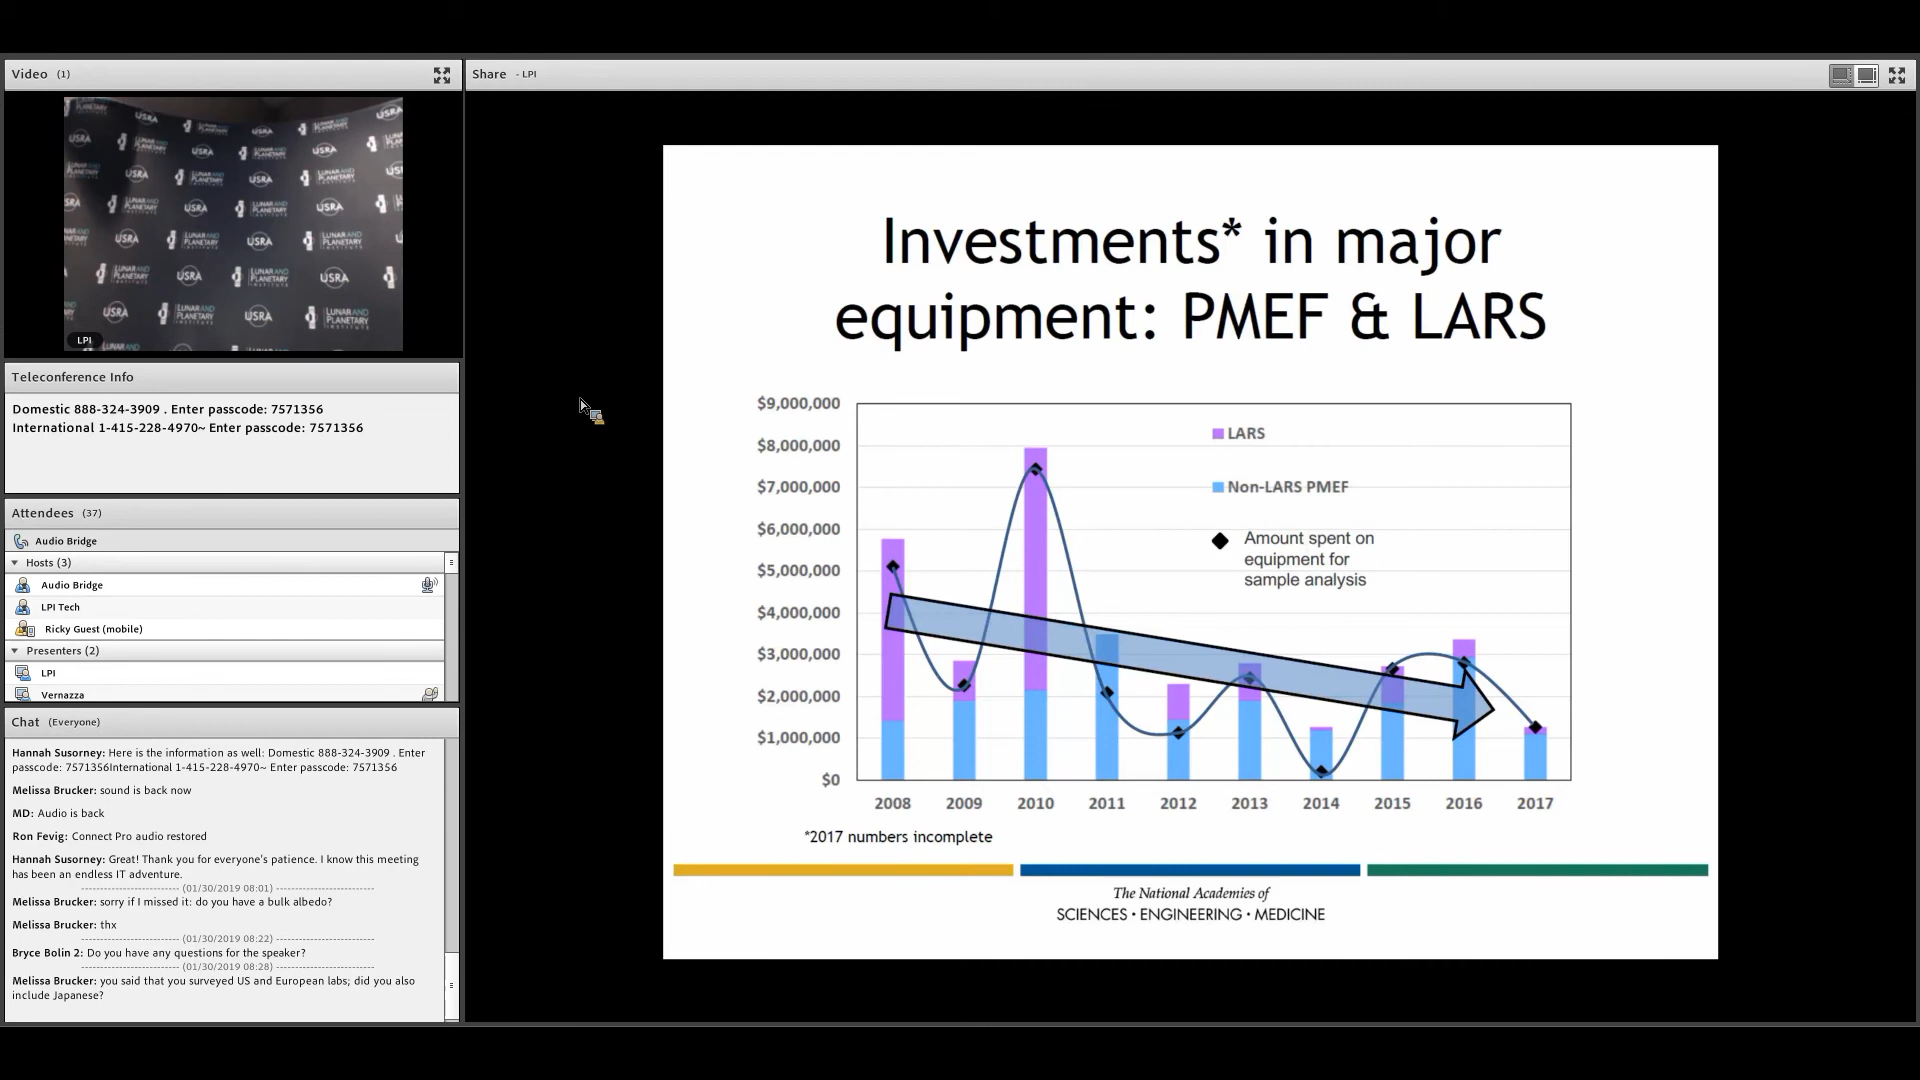 Video (1)
USRA
LUNAR AND PLANETARY INSTITUTE
LPI
Teleconference Info
Domestic 888-324-3909 . Enter passcode: 7571356
International 1-415-228-4970~ Enter passcode: 7571356
Attendees (37)
Audio Bridge
Hosts (3)
Audio Bridge
LPI Tech
Ricky Guest (mobile)
Presenters (2)
LPI
Vernazza
Chat (Everyone)
Hannah Susorney: Here is the information as well: Domestic 888-324-3909 . Enter
passcode: 7571356International 1-415-228-4970~ Enter passcode: 7571356
Melissa Brucker: sound is back now
MD: Audio is back
Ron Fevig: Connect Pro audio restored
Hannah Susorney: Great! Thank you for everyone's patience. I know this meeting
has been an endless IT adventure.
------------------------- (01/30/2019 08:01) -------------------------
Melissa Brucker: sorry if I missed it: do you have a bulk albedo?
Melissa Brucker: thx
------------------------- (01/30/2019 08:22) -------------------------
Bryce Bolin 2: Do you have any questions for the speaker?
------------------------- (01/30/2019 08:28) -------------------------
Melissa Brucker: you said that you surveyed US and European labs; did you also
include Japanese?
Share - LPI
Investments* in major
equipment: PMEF & LARS
$9,000,000
$8,000,000
$7,000,000
$6,000,000
$5,000,000
$4,000,000
$3,000,000
$2,000,000
$1,000,000
$0
LARS
Non-LARS PMEF
Amount spent on
equipment for
sample analysis
2008 2009 2010 2011 2012 2013 2014 2015 2016 2017
*2017 numbers incomplete
The National Academies of
SCIENCES • ENGINEERING • MEDICINE